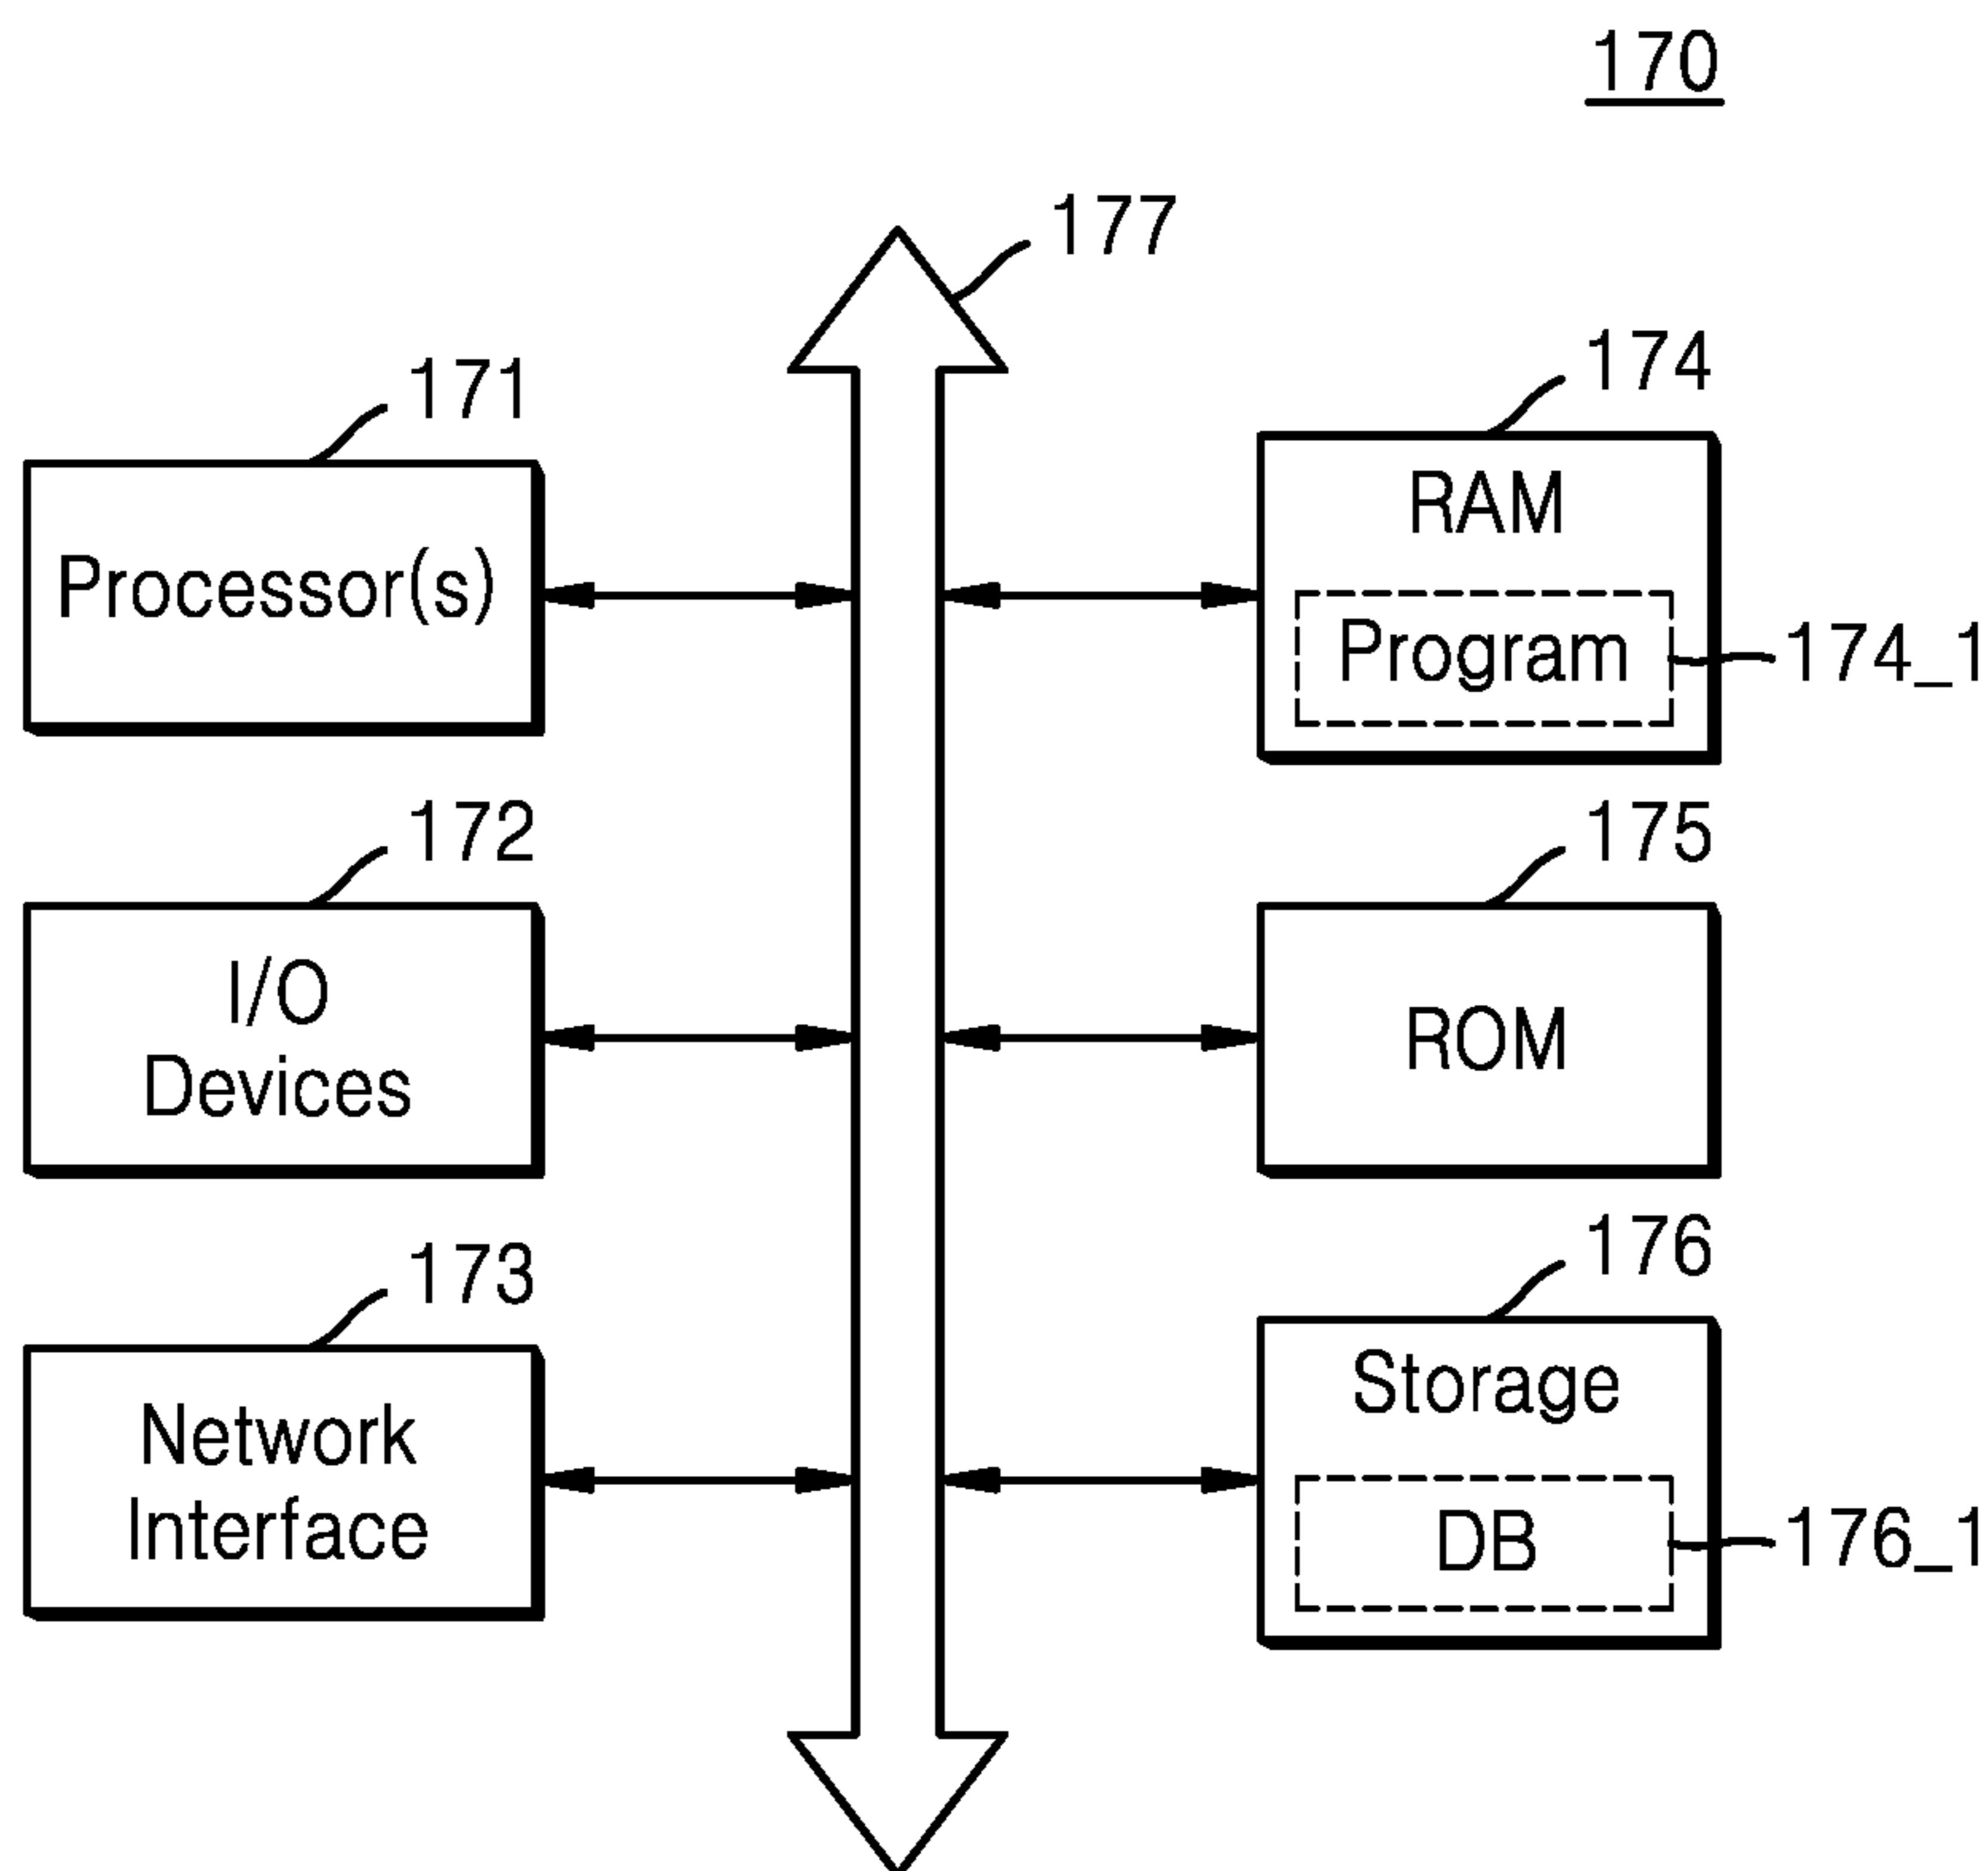 170
177
171
Processor(s)
174
RAM
Program
174_1
172
I/O
Devices
175
ROM
173
Network
Interface
176
Storage
DB
176_1